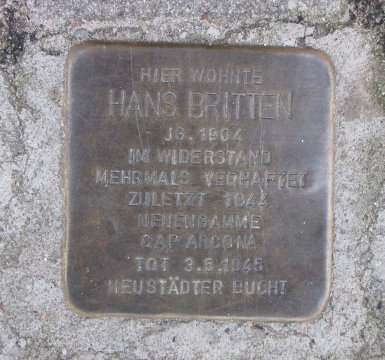 HIER WOHNTE
HANS BRITTEN
JG. 1904
IM WIDERSTAND
MEHRMALS VERHAFTET
ZULETZT 1944
NEUENGAMME
CAP ARCONA
TOT 3.5.1945
NEUSTÄDTER BUCHT